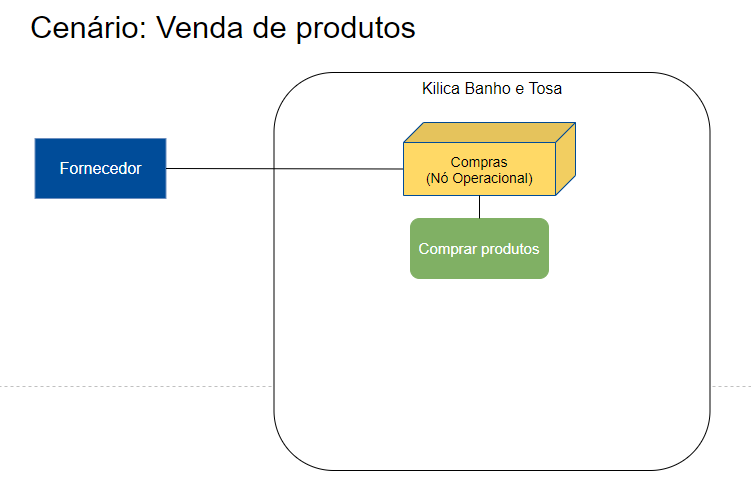 Cenário: Venda de produtos
Kilica Banho e Tosa
Fornecedor
Compras
(Nó Operacional)
Comprar produtos